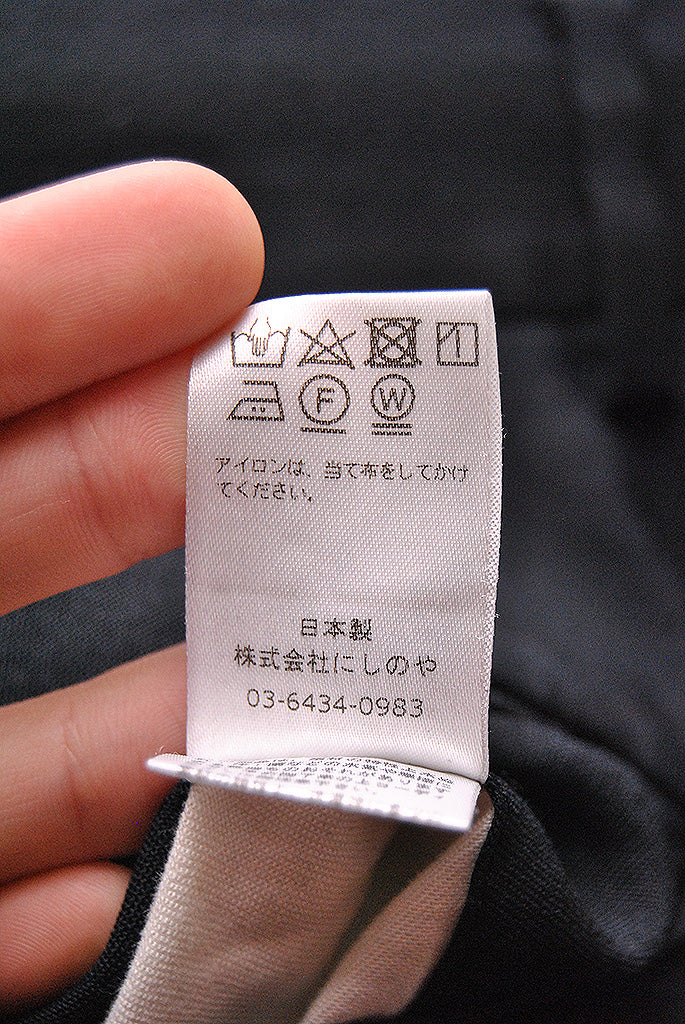 F W
アイロンは、当て布をしてかけ
てください。
日本製
株式会社にしのや
03-6434-0983